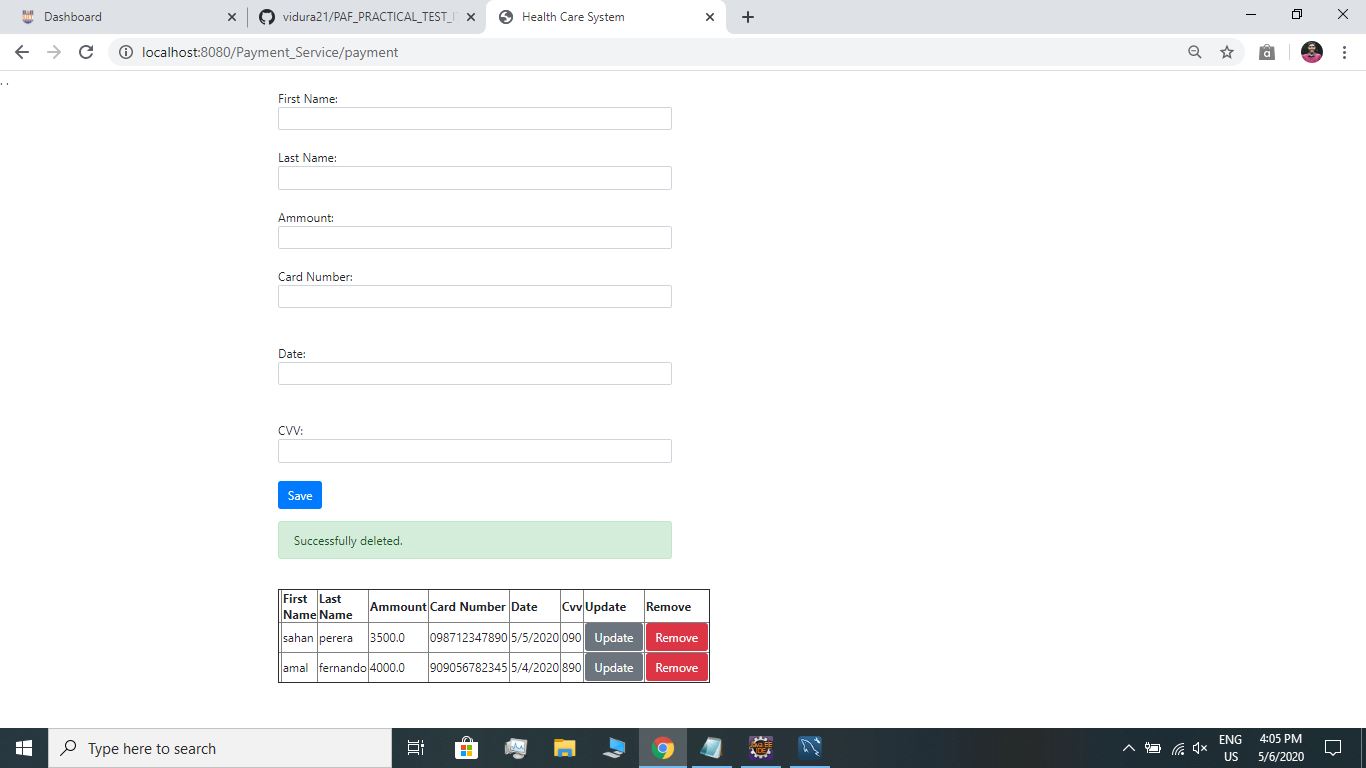 Dashboard
vidura21/PAF_PRACTICAL_TEST_I
Health Care System
localhost:8080/Payment_Service/payment
. .
First Name:
Last Name:
Ammount:
Card Number:
Date:
CVV:
Save
Successfully deleted.
First Name Last Name Ammount Card Number Date Cvv Update Remove
sahan perera 3500.0 098712347890 5/5/2020 090 Update Remove
amal fernando 4000.0 909056782345 5/4/2020 890 Update Remove
Type here to search
ENG
US
4:05 PM
5/6/2020